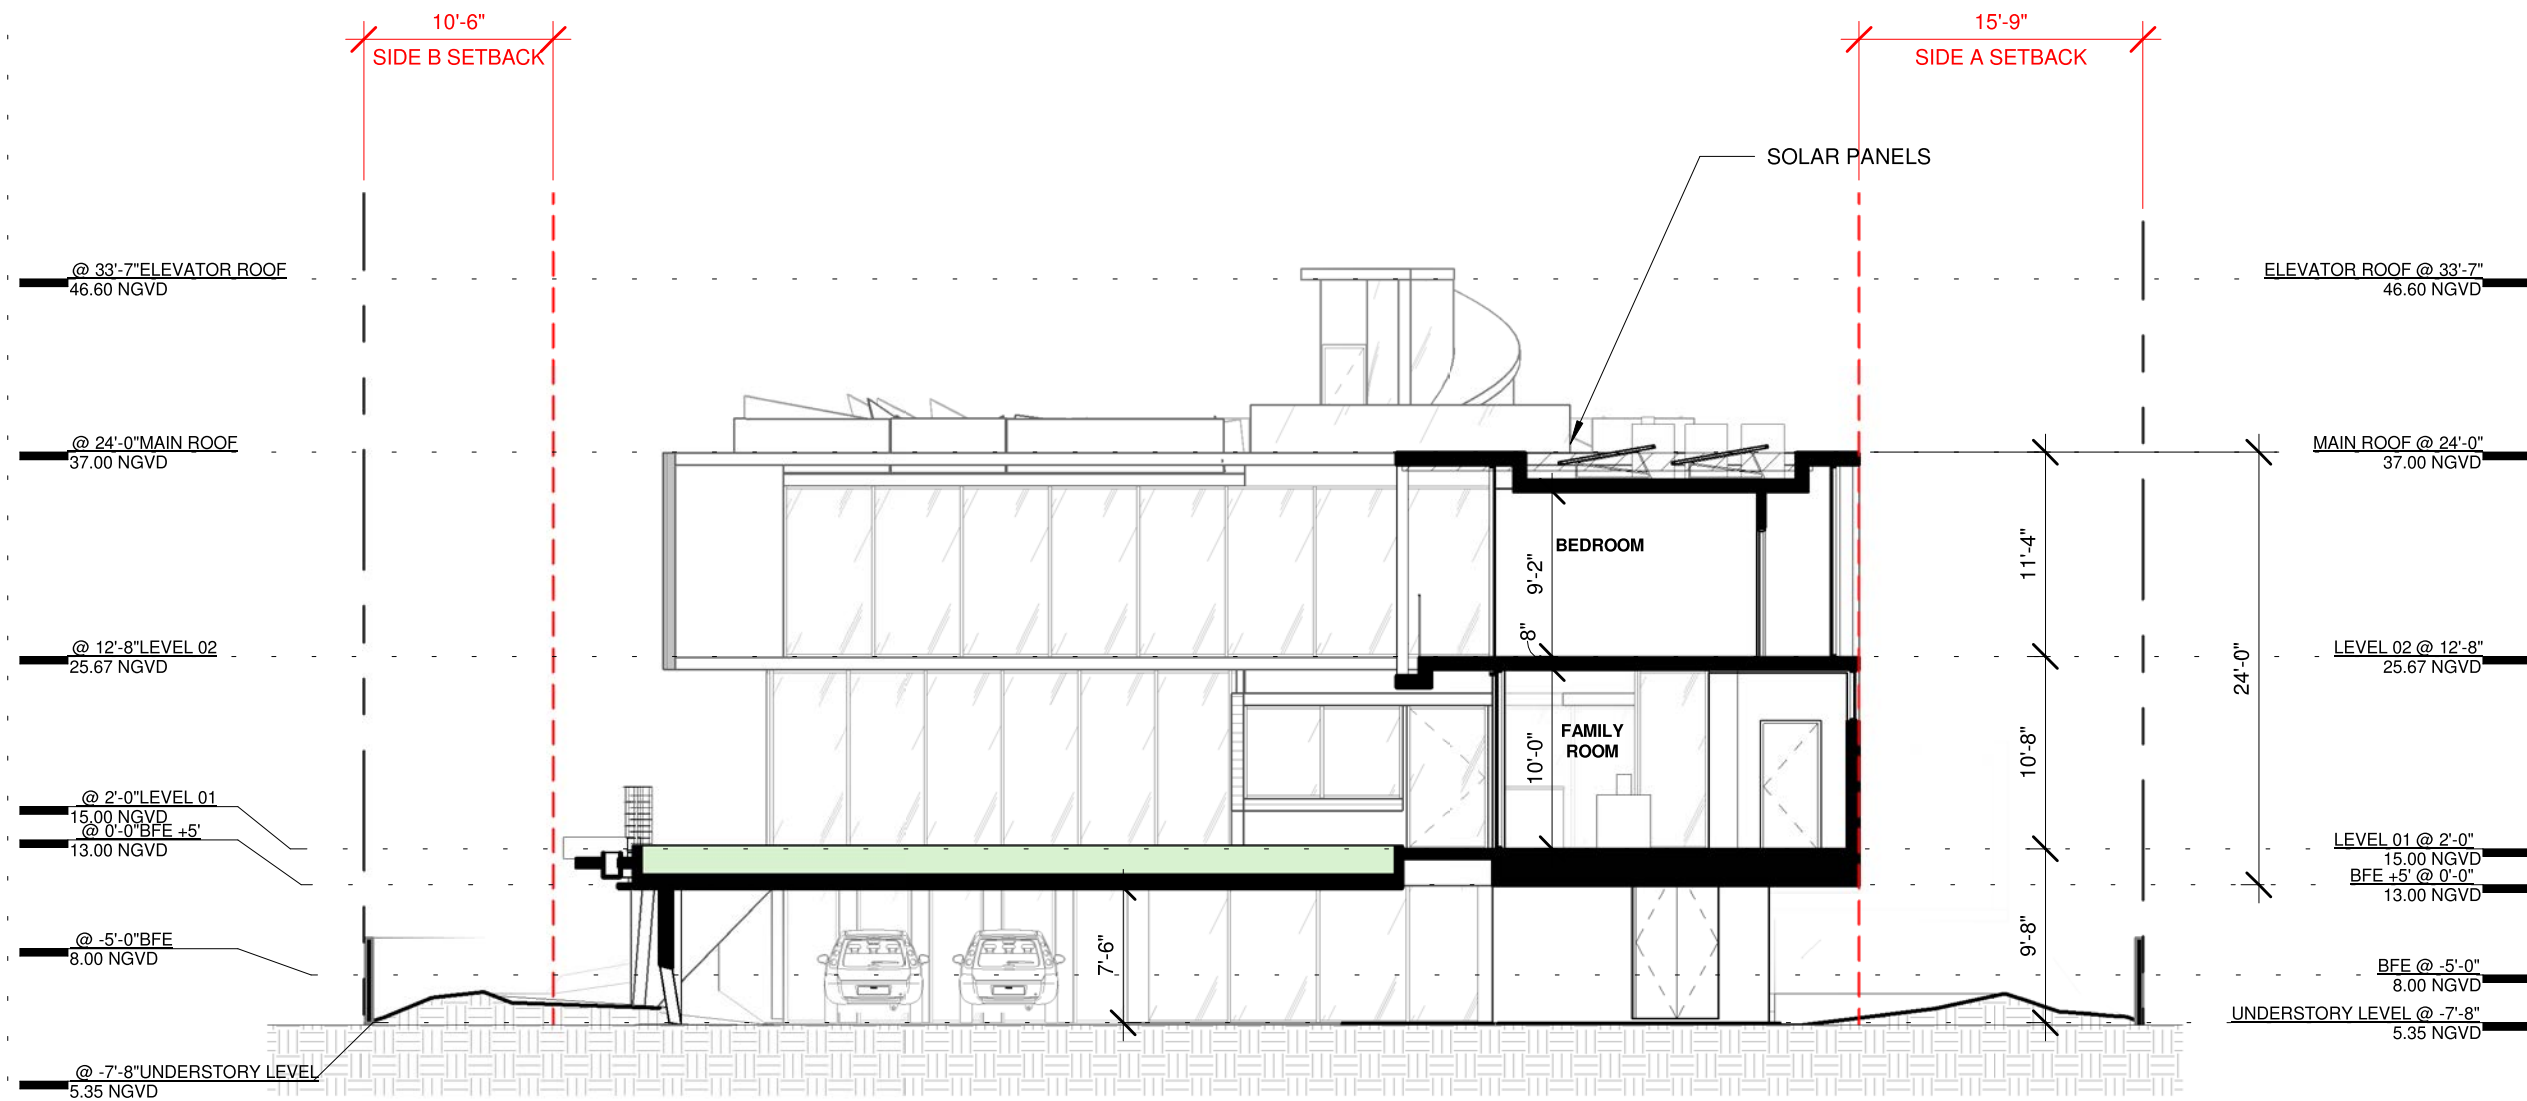 10'-6"
SIDE B SETBACK
15'-9"
SIDE A SETBACK
SOLAR PANELS
@ 33'-7"ELEVATOR ROOF
46.60 NGVD
ELEVATOR ROOF @ 33'-7"
46.60 NGVD
@ 24'-0"MAIN ROOF
37.00 NGVD
MAIN ROOF @ 24'-0"
37.00 NGVD
BEDROOM
9'-2"
11'-4"
8"
@ 12'-8"LEVEL 02
25.67 NGVD
LEVEL 02 @ 12'-8"
25.67 NGVD
24'-0"
FAMILY
ROOM
10'-0"
10'-8"
@ 2'-0"LEVEL 01
15.00 NGVD
@ 0'-0"BFE +5'
13.00 NGVD
LEVEL 01 @ 2'-0"
15.00 NGVD
BFE +5' @ 0'-0"
13.00 NGVD
7'-6"
9'-8"
@ -5'-0"BFE
8.00 NGVD
BFE @ -5'-0"
8.00 NGVD
UNDERSTORY LEVEL @ -7'-8"
5.35 NGVD
@ -7'-8"UNDERSTORY LEVEL
5.35 NGVD